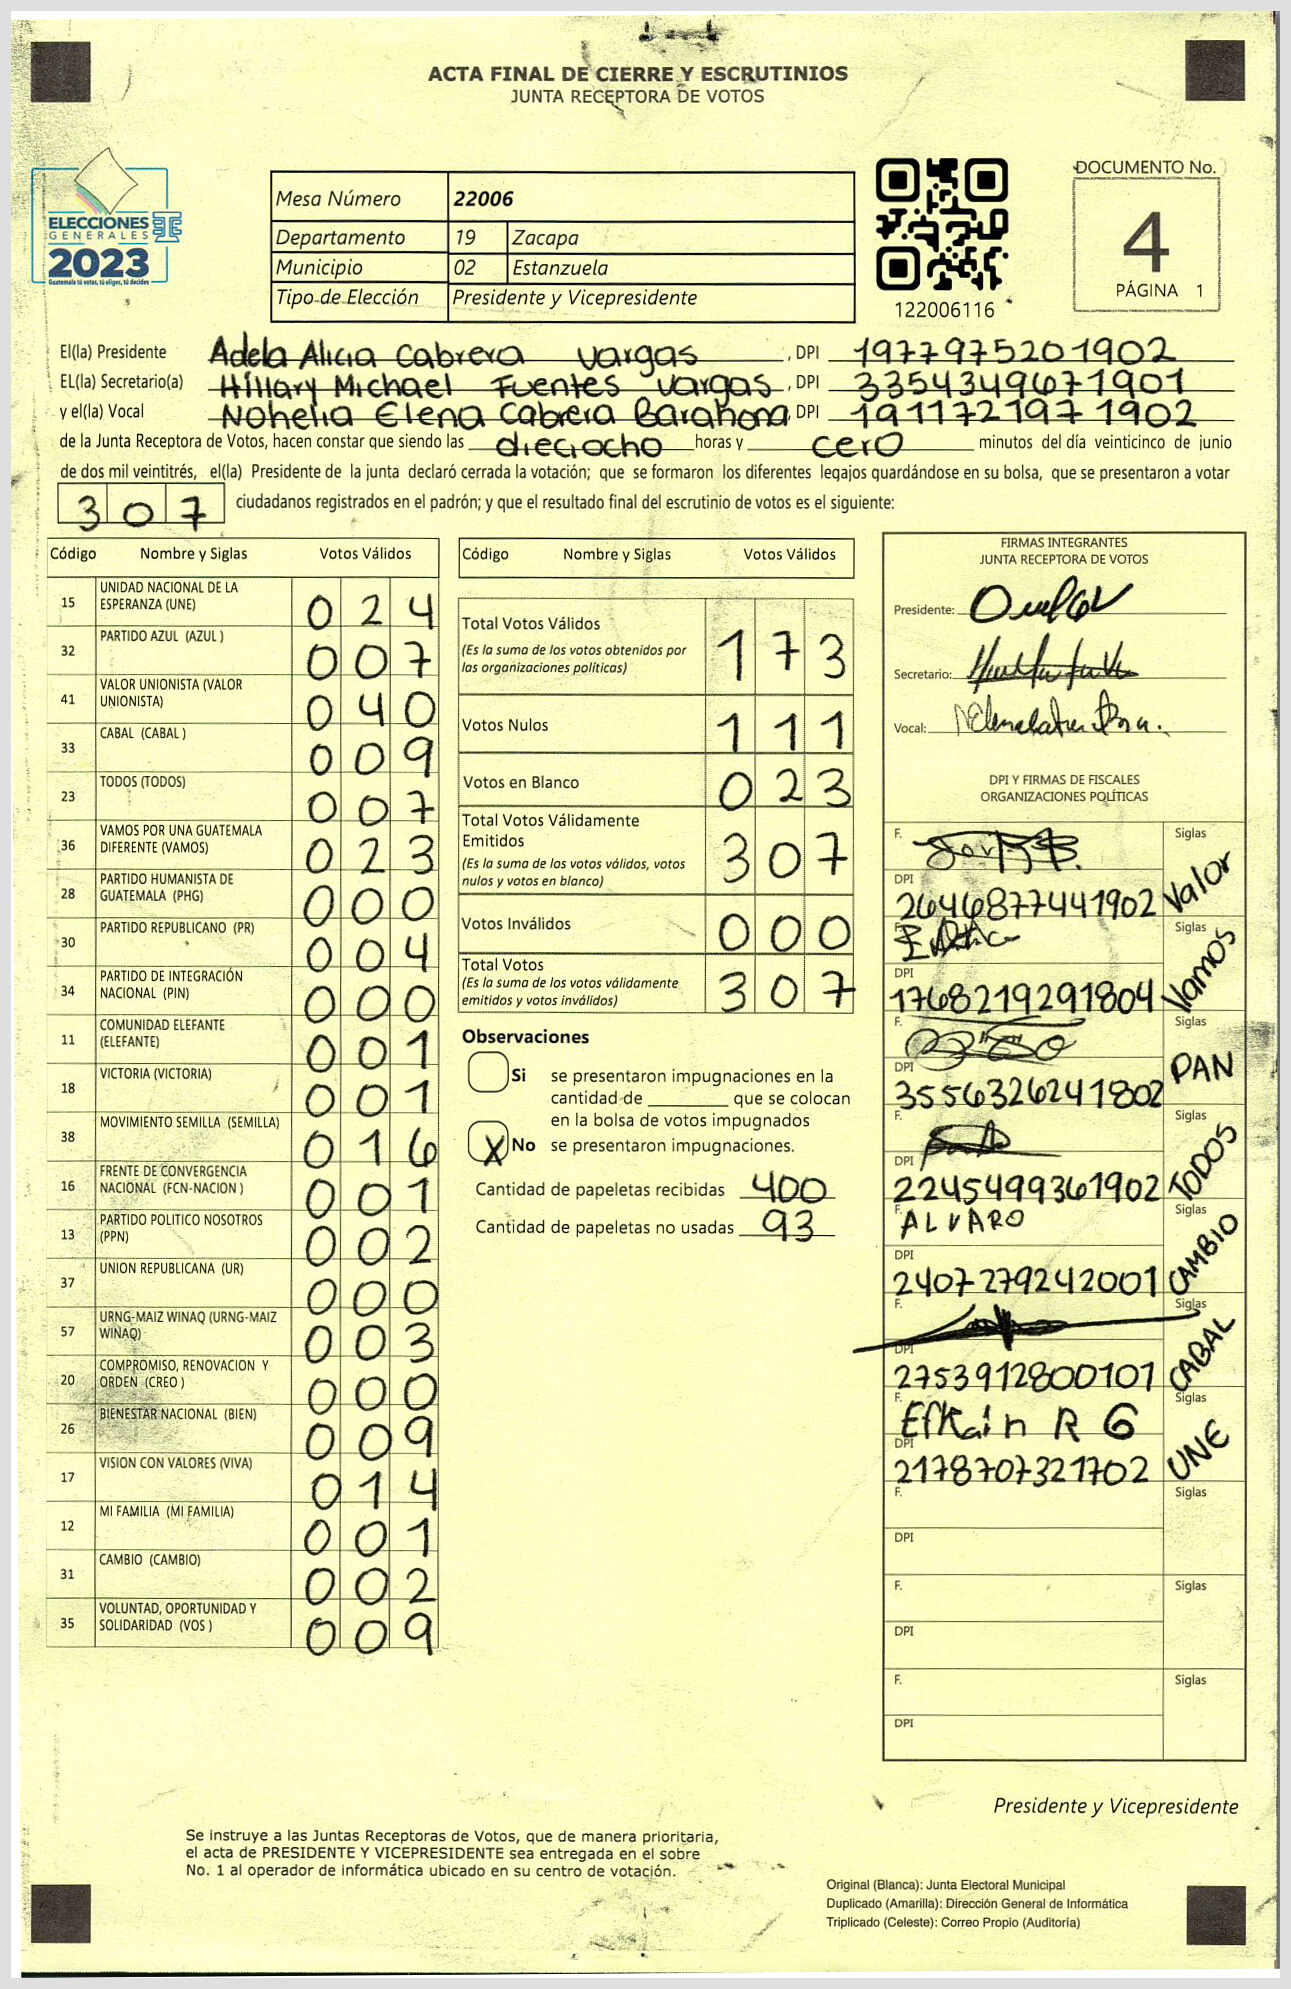 ACTA FINAL DE CIERRE Y ESCRUTINIOS
JUNTA RECEPTORA DE VOTOS
ELECCIONES
GENERALES
2023
Guatemala tú votas, tú eliges, tú decides
Mesa Número 22006
Departamento 19 Zacapa
Municipio 02 Estanzuela
Tipo de Elección Presidente y Vicepresidente
122006116
DOCUMENTO No.
4
PÁGINA 1
El(la) Presidente Adela Alicia Cabrera Vargas, DPI 1977975201902
EL(la) Secretario(a) Hillary Michael Fuentes Vargas, DPI 3354349671901
y el(la) Vocal Nohelia Elena Cabrera Barahona, DPI 1911721971902
de la Junta Receptora de Votos, hacen constar que siendo las dieciocho horas y cero minutos del día veinticinco de junio
de dos mil veintitrés, el(la) Presidente de la junta declaró cerrada la votación; que se formaron los diferentes legajos guardándose en su bolsa, que se presentaron a votar
307 ciudadanos registrados en el padrón; y que el resultado final del escrutinio de votos es el siguiente:
Código Nombre y Siglas Votos Válidos
15 UNIDAD NACIONAL DE LA ESPERANZA (UNE) 024
32 PARTIDO AZUL (AZUL ) 007
41 VALOR UNIONISTA (VALOR UNIONISTA) 040
33 CABAL (CABAL ) 009
23 TODOS (TODOS) 007
36 VAMOS POR UNA GUATEMALA DIFERENTE (VAMOS) 023
28 PARTIDO HUMANISTA DE GUATEMALA (PHG) 000
30 PARTIDO REPUBLICANO (PR) 004
34 PARTIDO DE INTEGRACIÓN NACIONAL (PIN) 000
11 COMUNIDAD ELEFANTE (ELEFANTE) 001
18 VICTORIA (VICTORIA) 001
38 MOVIMIENTO SEMILLA (SEMILLA) 016
16 FRENTE DE CONVERGENCIA NACIONAL (FCN-NACION ) 001
13 PARTIDO POLITICO NOSOTROS (PPN) 002
37 UNION REPUBLICANA (UR) 000
57 URNG-MAIZ WINAQ (URNG-MAIZ WINAQ) 003
20 COMPROMISO, RENOVACION Y ORDEN (CREO ) 000
26 BIENESTAR NACIONAL (BIEN) 009
17 VISION CON VALORES (VIVA) 014
12 MI FAMILIA (MI FAMILIA) 001
31 CAMBIO (CAMBIO) 002
35 VOLUNTAD, OPORTUNIDAD Y SOLIDARIDAD (VOS ) 009
Código Nombre y Siglas Votos Válidos
Total Votos Válidos 173
(Es la suma de los votos obtenidos por
las organizaciones políticas)
Votos Nulos 111
Votos en Blanco 023
Total Votos Válidamente
Emitidos 307
(Es la suma de los votos válidos, votos
nulos y votos en blanco)
Votos Inválidos 000
Total Votos 307
(Es la suma de los votos válidamente
emitidos y votos inválidos)
Observaciones
Si se presentaron impugnaciones en la
cantidad de ________ que se colocan
en la bolsa de votos impugnados
X No se presentaron impugnaciones.
Cantidad de papeletas recibidas 400
Cantidad de papeletas no usadas 93
FIRMAS INTEGRANTES
JUNTA RECEPTORA DE VOTOS
Presidente:
Secretario:
Vocal:
DPI Y FIRMAS DE FISCALES
ORGANIZACIONES POLÍTICAS
F. Siglas
DPI 2646877441902 Valor
F. Siglas
DPI 1768219291804 Vamos
F. Siglas
DPI 3556326241802 PAN
F. Siglas
DPI 2245499361902 TODOS
F. ALVARO Siglas
DPI 2407279242001 CAMBIO
F. Siglas
DPI 2753912800101 CABAL
F. Efrain R G Siglas
DPI 2178707321702 UNE
F. Siglas
DPI
F. Siglas
DPI
F. Siglas
DPI
Presidente y Vicepresidente
Se instruye a las Juntas Receptoras de Votos, que de manera prioritaria,
el acta de PRESIDENTE Y VICEPRESIDENTE sea entregada en el sobre
No. 1 al operador de informática ubicado en su centro de votación.
Original (Blanca): Junta Electoral Municipal
Duplicado (Amarilla): Dirección General de Informática
Triplicado (Celeste): Correo Propio (Auditoría)